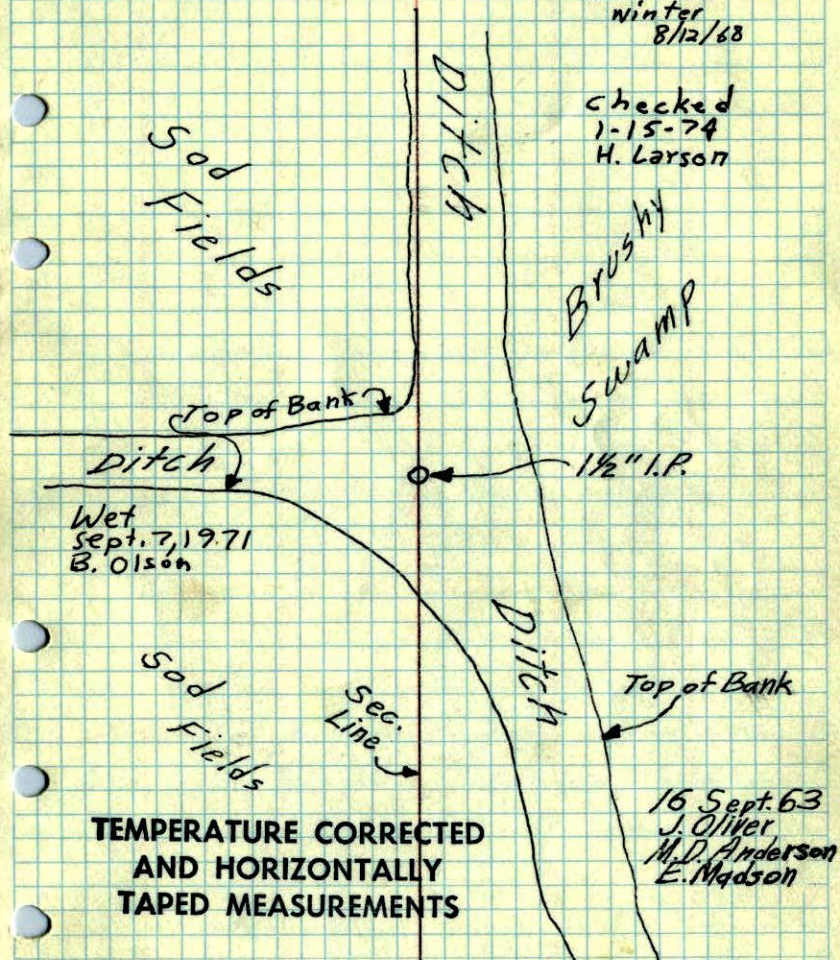 winter
8/12/68
checked
1-15-74
H. Larson
Ditch
Sod
Fields
Brushy
Swamp
Top of Bank
Ditch
1½" I.P.
Wet
Sept. 7, 1971
B. Olson
Ditch
Sod
Fields
Sec.
Line
Top of Bank
16 Sept. 63
J. Oliver
M.D. Anderson
E. Madson
TEMPERATURE CORRECTED
AND HORIZONTALLY
TAPED MEASUREMENTS